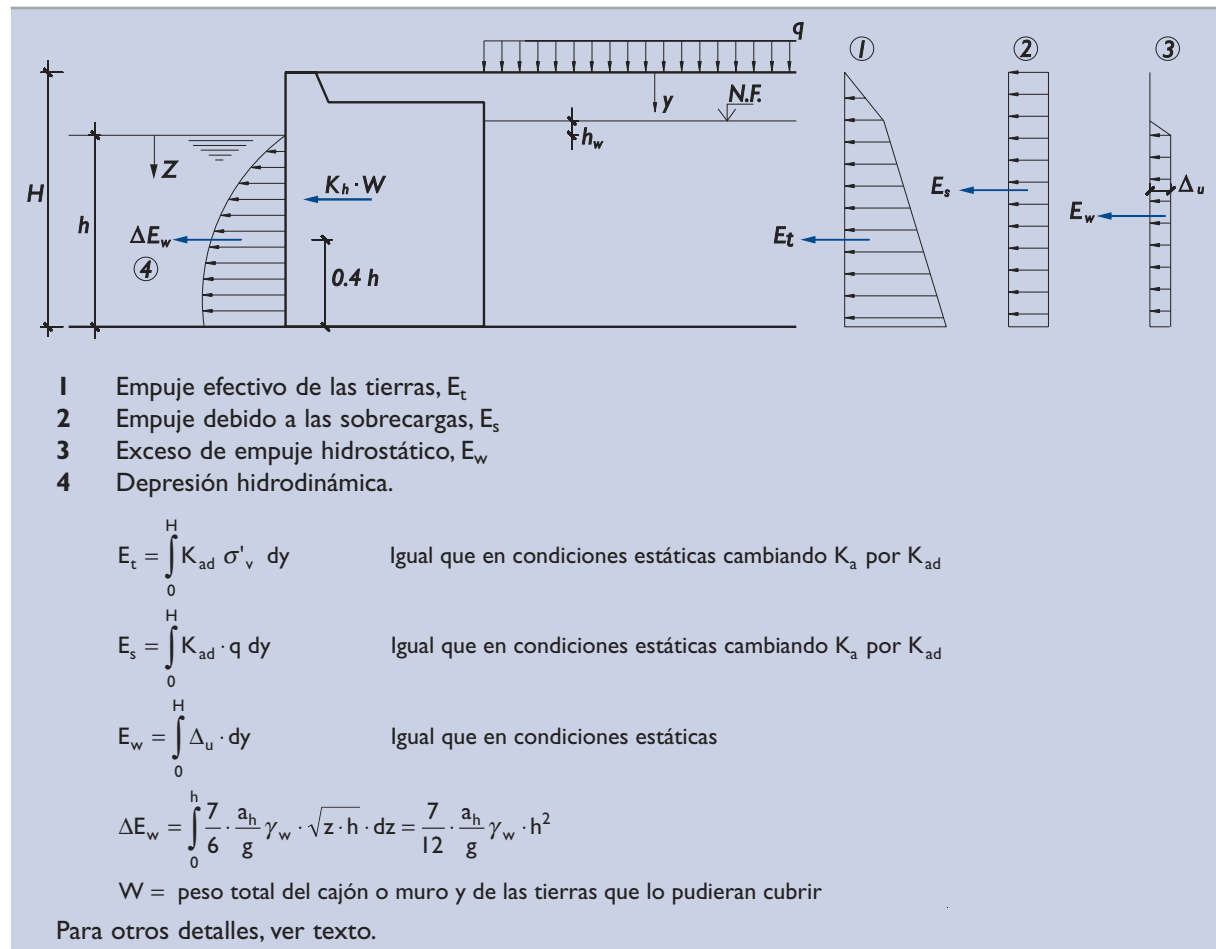 q
① ② ③
y N.F.
h_w
Z
H
h
K_h · W
ΔE_w
④
0.4 h
E_t
E_s
E_w
Δ_u
1 Empuje efectivo de las tierras, E_t
2 Empuje debido a las sobrecargas, E_s
3 Exceso de empuje hidrostático, E_w
4 Depresión hidrodinámica.
E_t = ∫_0^H K_ad σ'_v dy Igual que en condiciones estáticas cambiando K_a por K_ad
E_s = ∫_0^H K_ad · q dy Igual que en condiciones estáticas cambiando K_a por K_ad
E_w = ∫_0^H Δ_u · dy Igual que en condiciones estáticas
ΔE_w = ∫_0^h 7/6 · a_h/g γ_w · √(z · h) · dz = 7/12 · a_h/g γ_w · h²
W = peso total del cajón o muro y de las tierras que lo pudieran cubrir
Para otros detalles, ver texto.